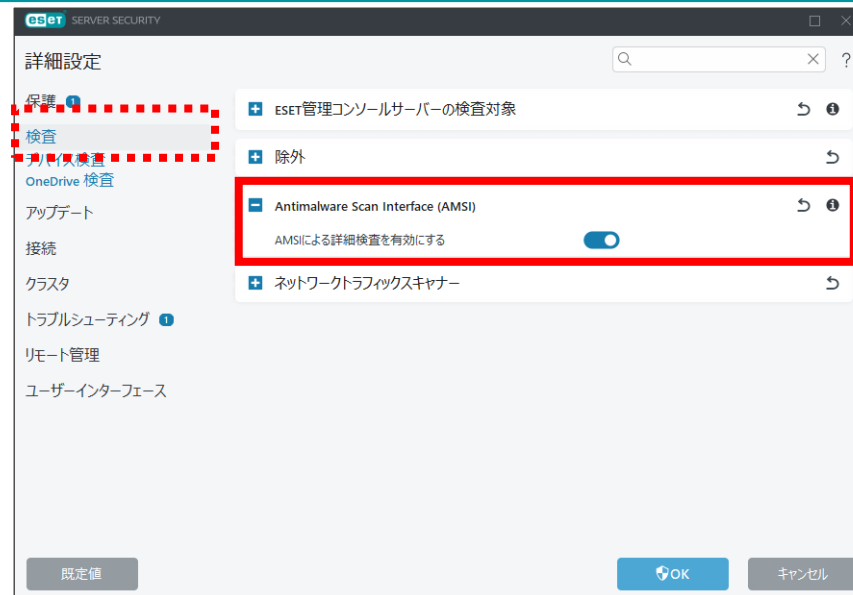 eset SERVER SECURITY
詳細設定
?
保護 1
検査
デバイス検査
OneDrive 検査
アップデート
接続
クラスタ
トラブルシューティング 1
リモート管理
ユーザーインターフェース
ESET管理コンソールサーバーの検査対象
除外
Antimalware Scan Interface (AMSI)
AMSIによる詳細検査を有効にする
ネットワークトラフィックスキャナー
既定値
OK
キャンセル